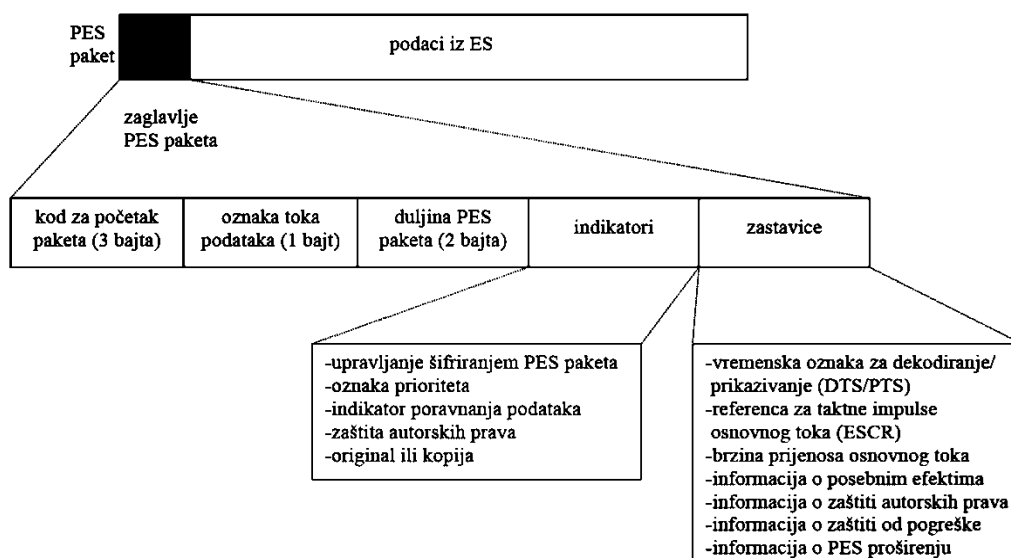 PES
paket
podaci iz ES
zaglavlje
PES paketa
kod za početak
paketa (3 bajta)
oznaka toka
podataka (1 bajt)
duljina PES
paketa (2 bajta)
indikatori
zastavice
-upravljanje šifriranjem PES paketa
-oznaka prioriteta
-indikator poravnanja podataka
-zaštita autorskih prava
-original ili kopija
-vremenska oznaka za dekodiranje/
prikazivanje (DTS/PTS)
-referenca za taktne impulse
osnovnog toka (ESCR)
-brzina prijenosa osnovnog toka
-informacija o posebnim efektima
-informacija o zaštiti autorskih prava
-informacija o zaštiti od pogreške
-informacija o PES proširenju